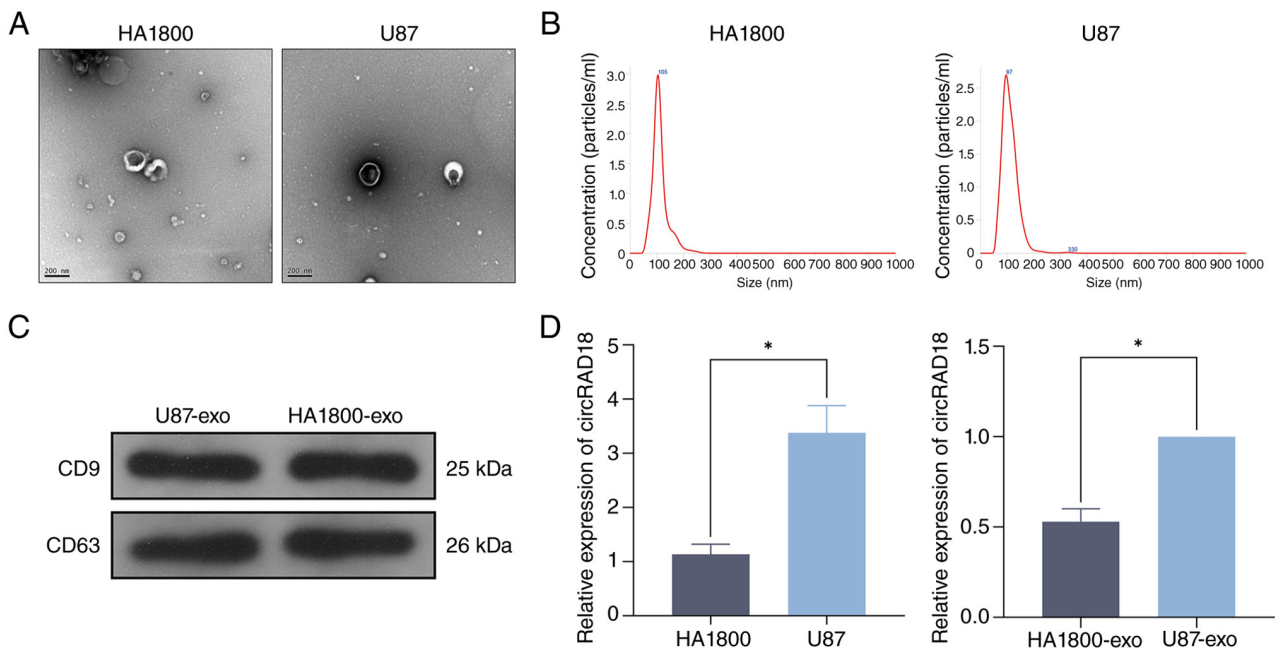 A
HA1800
U87
200 nm
200 nm
B
HA1800
U87
Concentration (particles/ml)
3.0
2.5
2.0
1.5
1.0
0.5
0
105
0 100 200 300 400 500 600 700 800 900 1000
Size (nm)
Concentration (particles/ml)
2.5
2.0
1.5
1.0
0.5
0
97
330
0 100 200 300 400 500 600 700 800 900 1000
Size (nm)
C
U87-exo HA1800-exo
CD9 25 kDa
CD63 26 kDa
D
Relative expression of circRAD18
5
4
3
2
1
0
*
HA1800 U87
Relative expression of circRAD18
1.5
1.0
0.5
0.0
*
HA1800-exo U87-exo